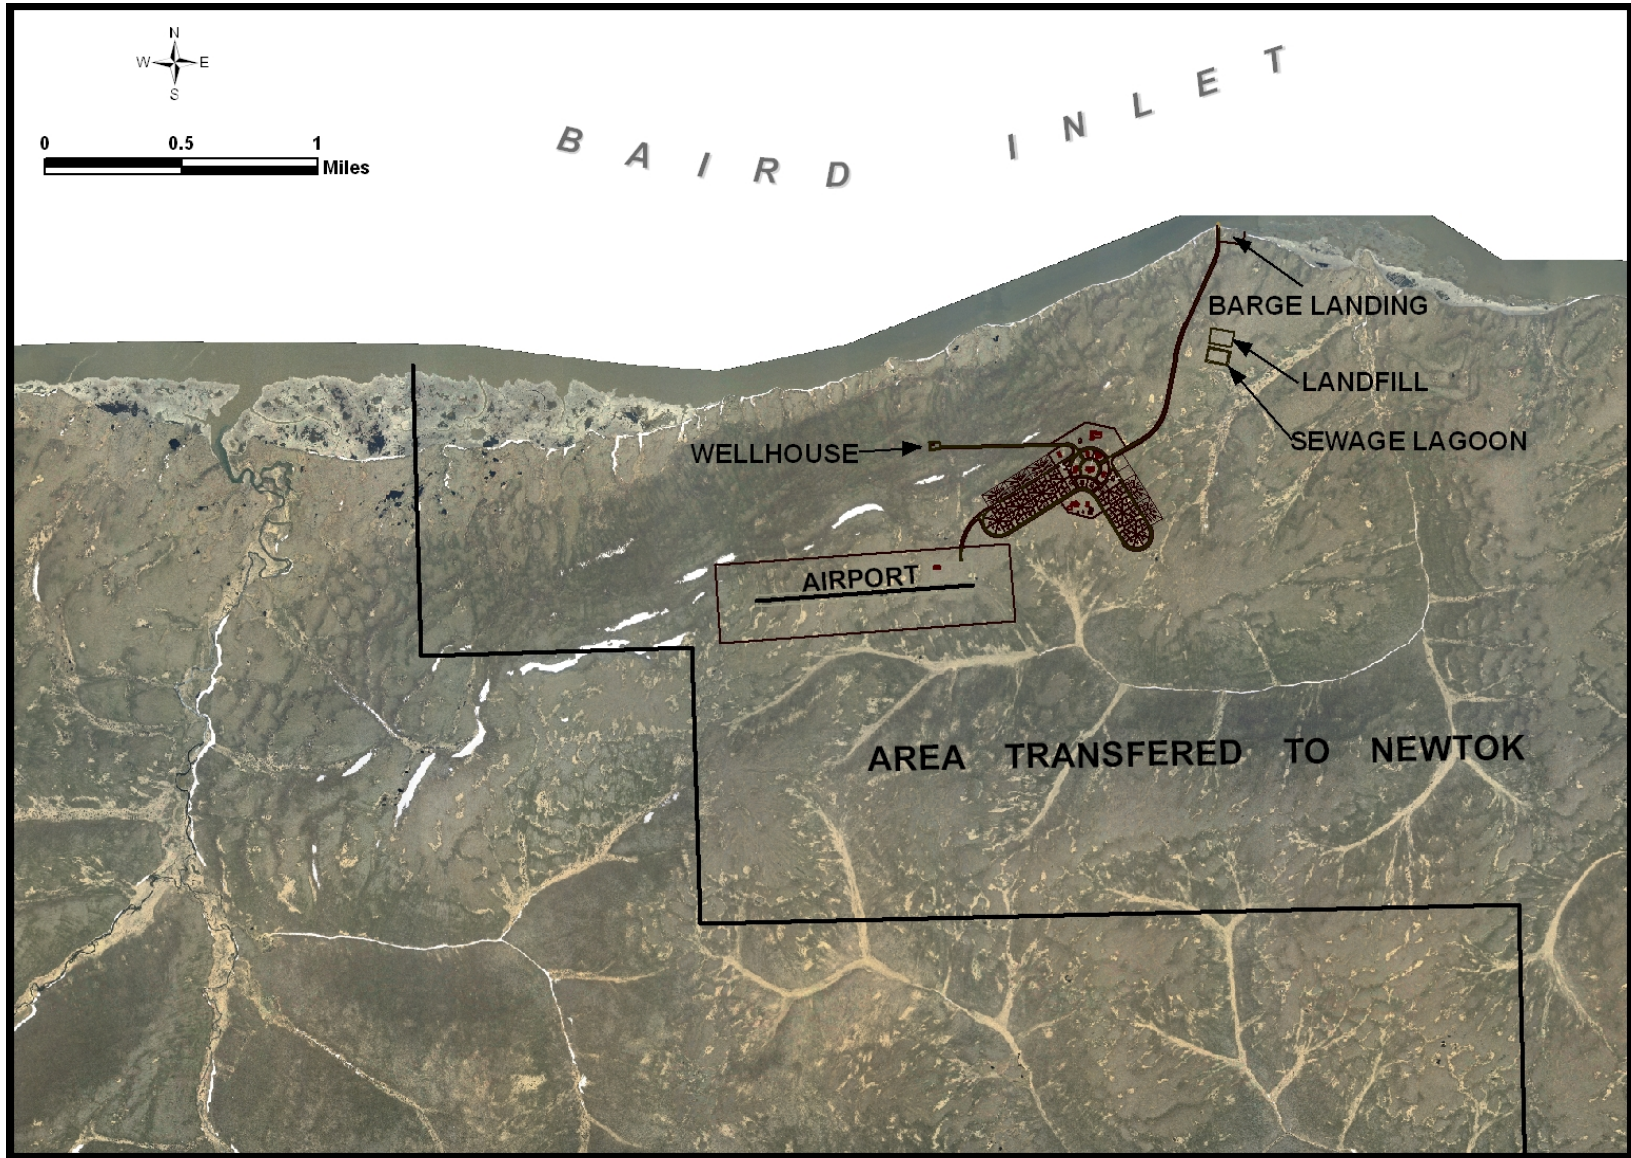 N
W E
S
0 0.5 1
Miles
BAIRD INLET
BARGE LANDING
LANDFILL
SEWAGE LAGOON
WELLHOUSE
AIRPORT
AREA TRANSFERED TO NEWTOK